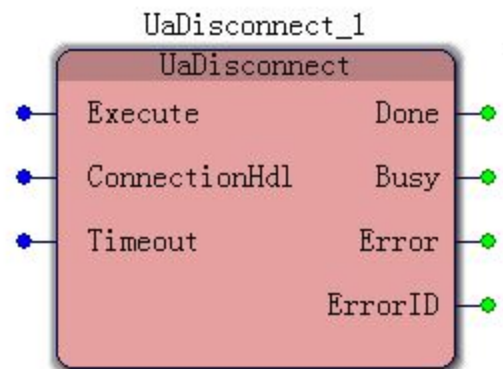 UaDisconnect_1
UaDisconnect
Execute Done
ConnectionHdl Busy
Timeout Error
ErrorID